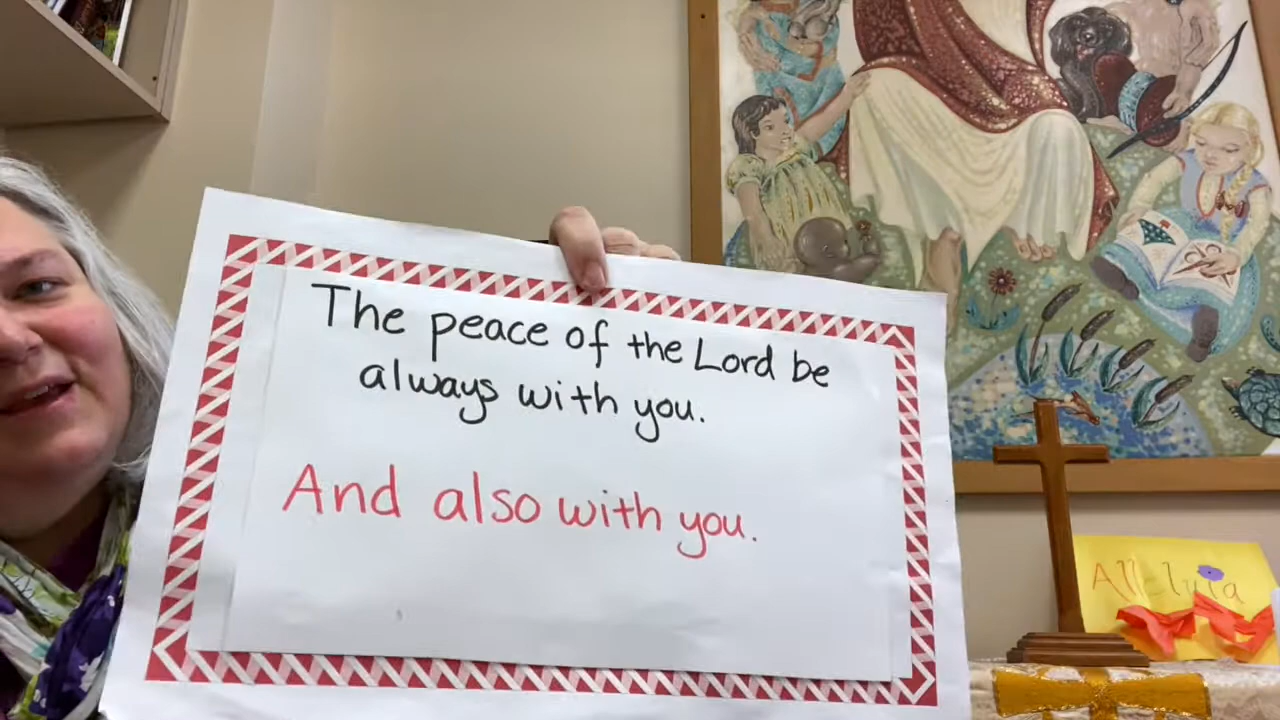 The peace of the Lord be
always with you.
And also with you.
Alleluia